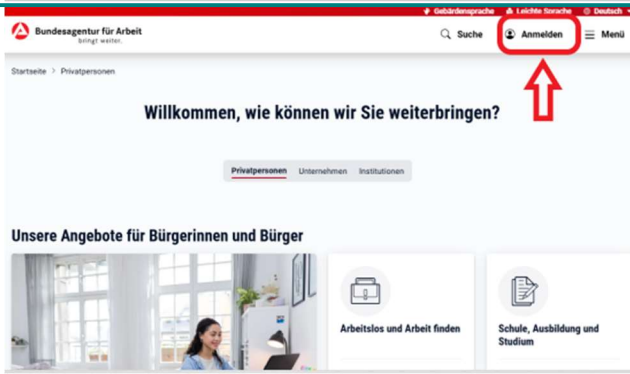 Gebärdensprache Leichte Sprache Deutsch
Bundesagentur für Arbeit
bringt weiter.
Suche Anmelden Menü
Startseite > Privatpersonen
Willkommen, wie können wir Sie weiterbringen?
Privatpersonen Unternehmen Institutionen
Unsere Angebote für Bürgerinnen und Bürger
Arbeitslos und Arbeit finden
Schule, Ausbildung und
Studium